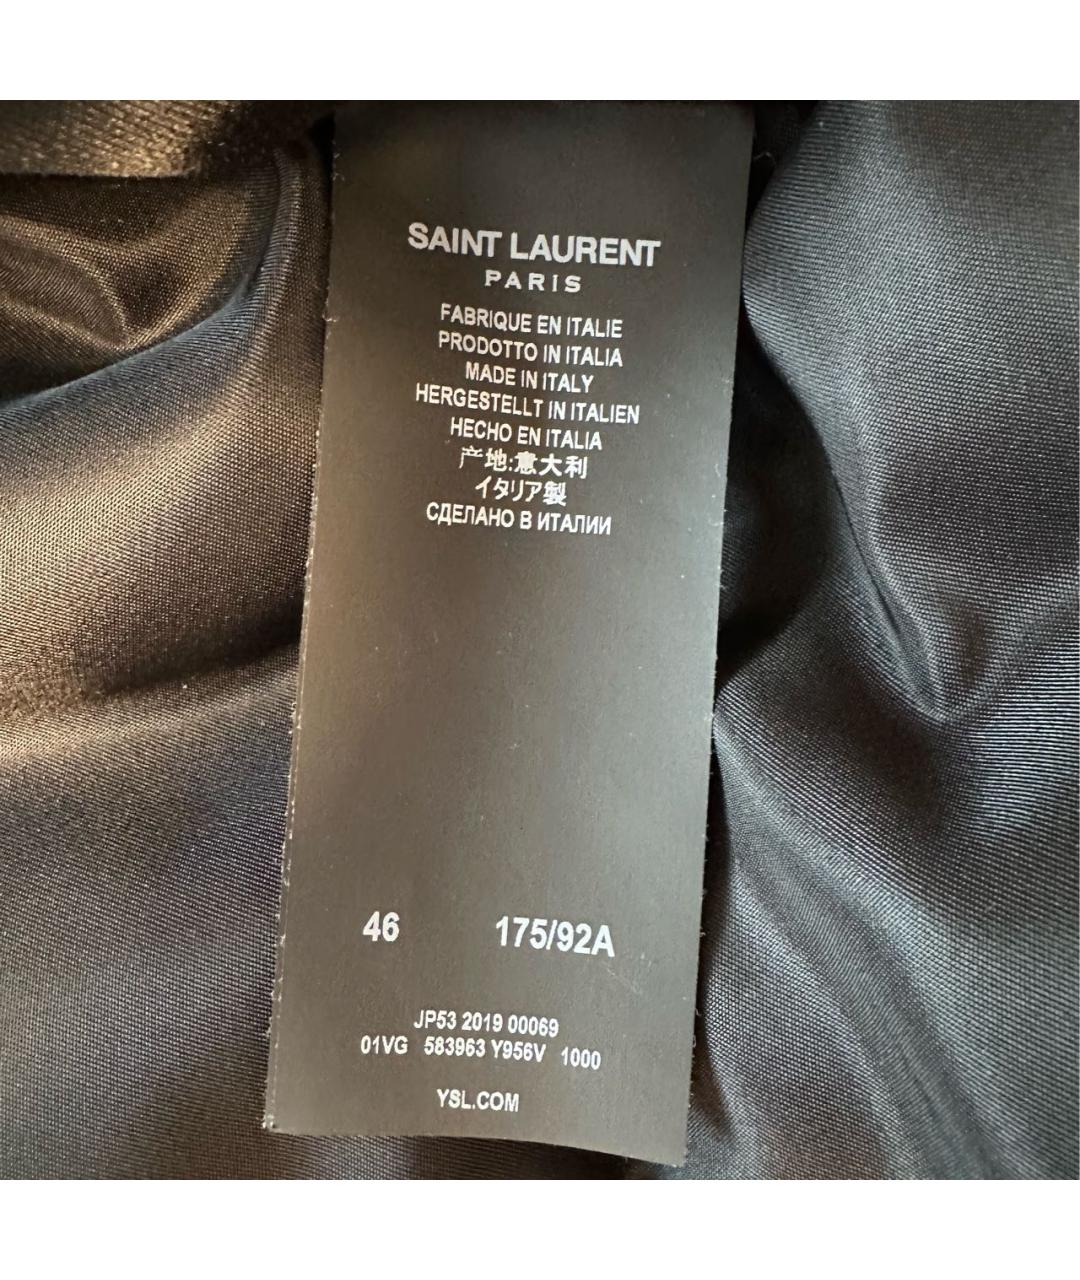 SAINT LAURENT
PARIS
FABRIQUE EN ITALIE
PRODOTTO IN ITALIA
MADE IN ITALY
HERGESTELLT IN ITALIEN
HECHO EN ITALIA
产地:意大利
イタリア製
СДЕЛАНО В ИТАЛИИ
46 175/92A
JP53 2019 00069
01VG 583963 Y956V 1000
YSL.COM